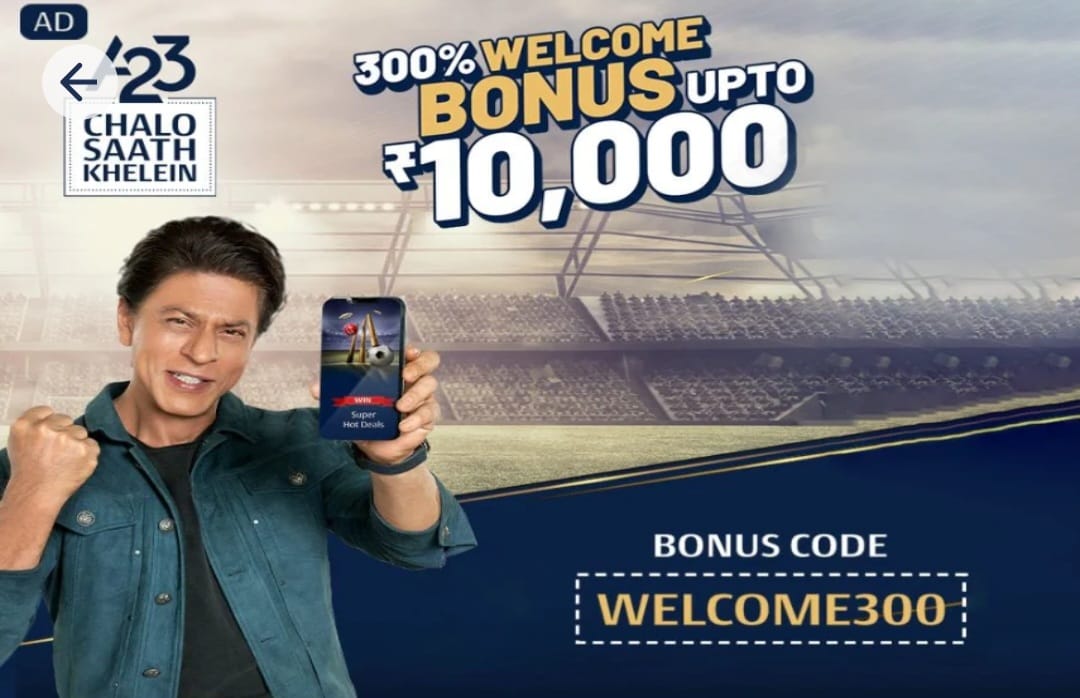 AD
A23
CHALO
SAATH
KHELEIN
300% WELCOME
BONUS UPTO
₹10,000
WIN
Super
Hot Deals
BONUS CODE
WELCOME300